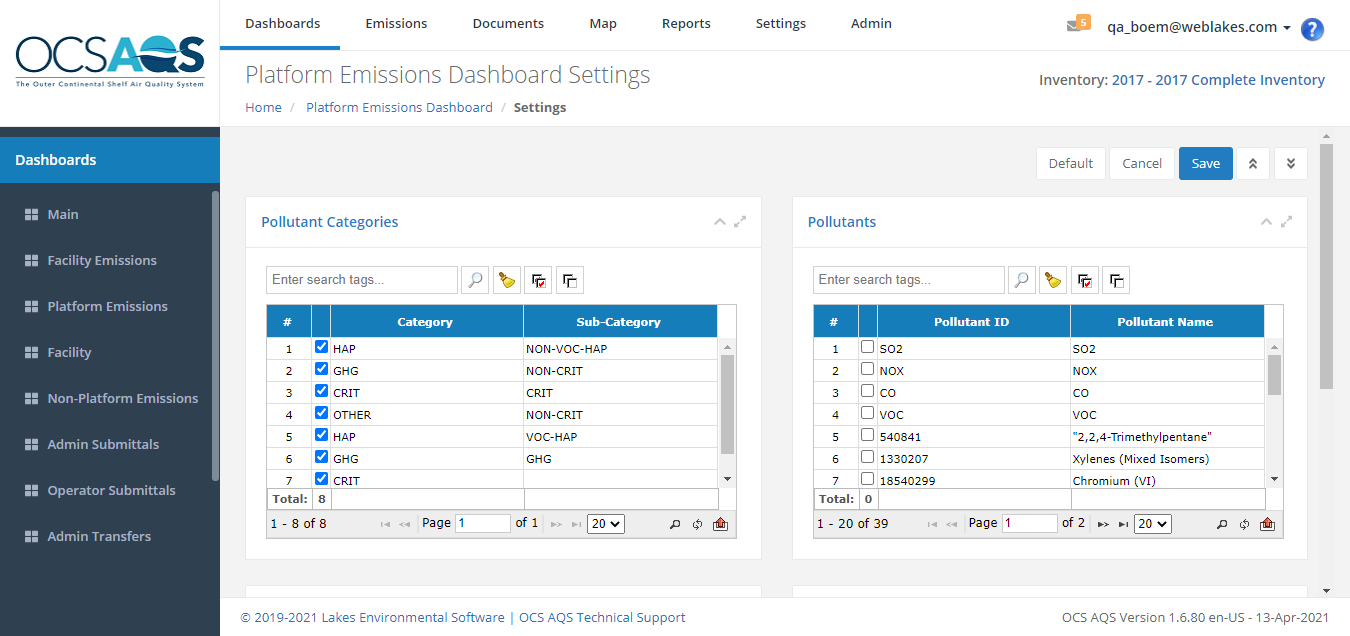 OCSAQS
The Outer Continental Shelf Air Quality System
Dashboards Emissions Documents Map Reports Settings Admin
5 qa_boem@weblakes.com ?
Platform Emissions Dashboard Settings
Inventory: 2017 - 2017 Complete Inventory
Home / Platform Emissions Dashboard / Settings
Dashboards
Main
Facility Emissions
Platform Emissions
Facility
Non-Platform Emissions
Admin Submittals
Operator Submittals
Admin Transfers
Default Cancel Save
Pollutant Categories
Enter search tags...
# Category Sub-Category
1 HAP NON-VOC-HAP
2 GHG NON-CRIT
3 CRIT CRIT
4 OTHER NON-CRIT
5 HAP VOC-HAP
6 GHG GHG
7 CRIT
Total: 8
1 - 8 of 8 Page 1 of 1 20
Pollutants
Enter search tags...
# Pollutant ID Pollutant Name
1 SO2 SO2
2 NOX NOX
3 CO CO
4 VOC VOC
5 540841 "2,2,4-Trimethylpentane"
6 1330207 Xylenes (Mixed Isomers)
7 18540299 Chromium (VI)
Total: 0
1 - 20 of 39 Page 1 of 2 20
© 2019-2021 Lakes Environmental Software | OCS AQS Technical Support
OCS AQS Version 1.6.80 en-US - 13-Apr-2021